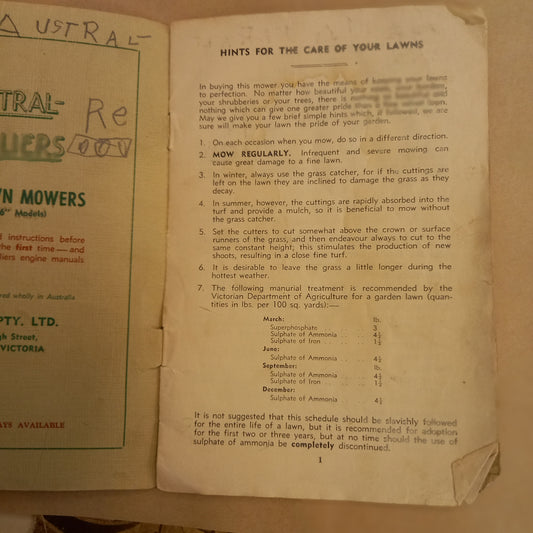 AUSTRAL-
TRAL-
Re
LIERS
WN MOWERS
6" Models)
d instructions before
the first time—and
liers engine manuals
red wholly in Australia
PTY. LTD.
gh Street,
VICTORIA
AYS AVAILABLE
HINTS FOR THE CARE OF YOUR LAWNS
In buying this mower you have the means of keeping your lawns
to perfection. No matter how beautiful your
your shrubberies or your trees, there is nothing and
nothing which can give one greater pride than a fine velvet lawn.
May we give you a few brief simple hints which, if followed, we are
sure will make your lawn the pride of your garden.
1. On each occasion when you mow, do so in a different direction.
2. MOW REGULARLY. Infrequent and severe mowing can
cause great damage to a fine lawn.
3. In winter, always use the grass catcher, for if the cuttings are
left on the lawn they are inclined to damage the grass as they
decay.
4. In summer, however, the cuttings are rapidly absorbed into the
turf and provide a mulch, so it is beneficial to mow without
the grass catcher.
5. Set the cutters to cut somewhat above the crown or surface
runners of the grass, and then endeavour always to cut to the
same constant height; this stimulates the production of new
shoots, resulting in a close fine turf.
6. It is desirable to leave the grass a little longer during the
hottest weather.
7. The following manurial treatment is recommended by the
Victorian Department of Agriculture for a garden lawn (quan-
tities in lbs. per 100 sq. yards):—
March: lb.
Superphosphate 3
Sulphate of Ammonia . . . . 4½
Sulphate of Iron . . 1½
June:
Sulphate of Ammonia . . . . 4½
September: lb.
Sulphate of Ammonia . . . . 4½
Sulphate of Iron . . . . 1½
December:
Sulphate of Ammonia . . . . 4½
It is not suggested that this schedule should be slavishly followed
for the entire life of a lawn, but it is recommended for adoption
for the first two or three years, but at no time should the use of
sulphate of ammonja be completely discontinued.
1